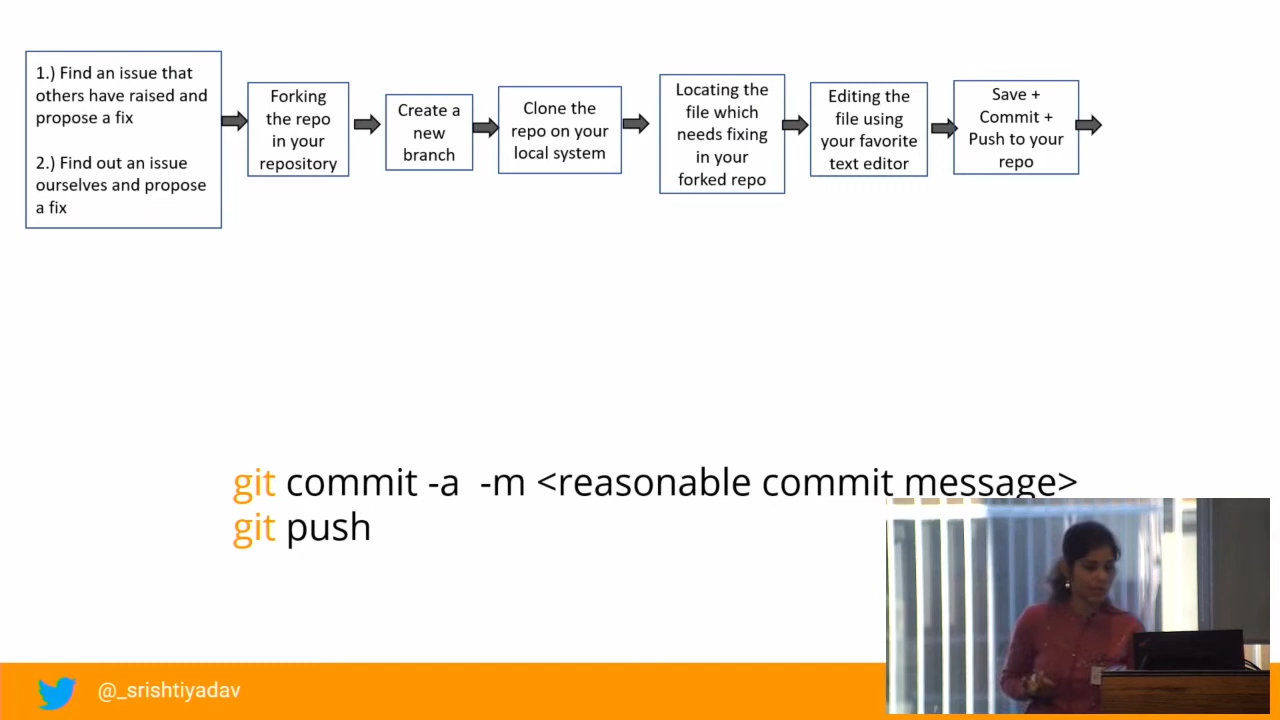 1.) Find an issue that
others have raised and
propose a fix
2.) Find out an issue
ourselves and propose
a fix
Forking
the repo
in your
repository
Create a
new
branch
Clone the
repo on your
local system
Locating the
file which
needs fixing
in your
forked repo
Editing the
file using
your favorite
text editor
Save +
Commit +
Push to your
repo
git commit -a  -m <reasonable commit message>
git push
@_srishtiyadav